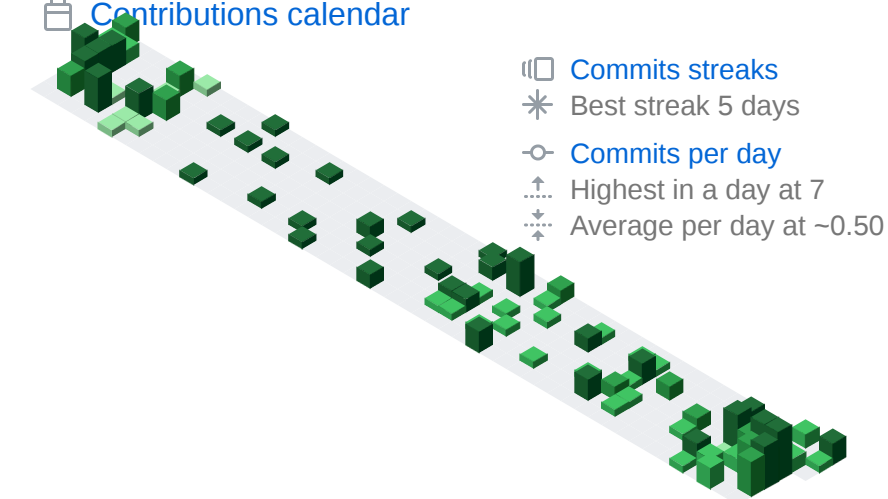 Contributions calendar
Commits streaks
Best streak 5 days
Commits per day
Highest in a day at 7
Average per day at ~0.50